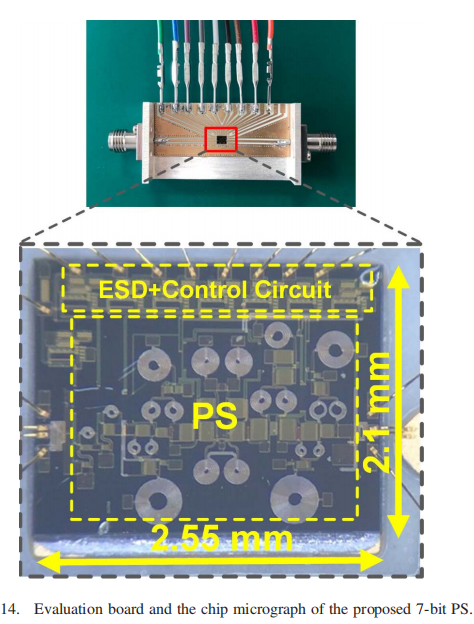 ESD+Control Circuit
PS
2.1 mm
2.55 mm
14. Evaluation board and the chip micrograph of the proposed 7-bit PS.